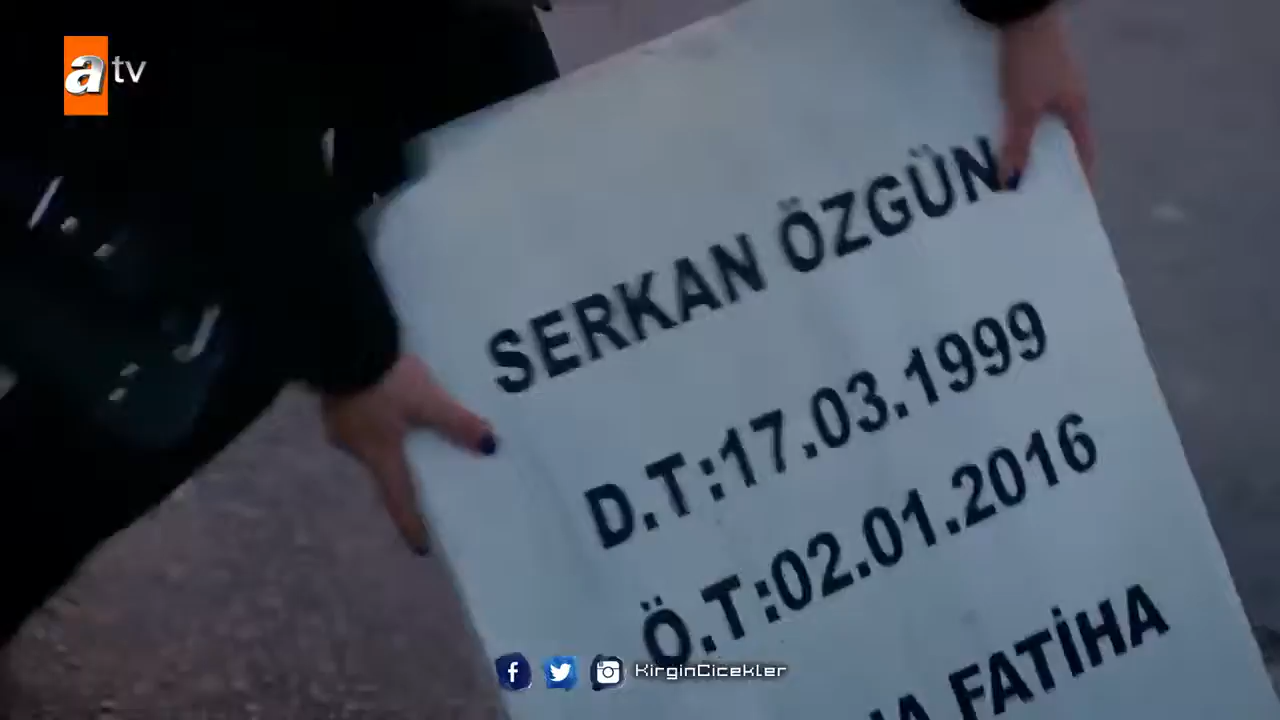 atv
SERKAN ÖZGÜN
D.T:17.03.1999
Ö.T:02.01.2016
FATİHA
KirginCicekler